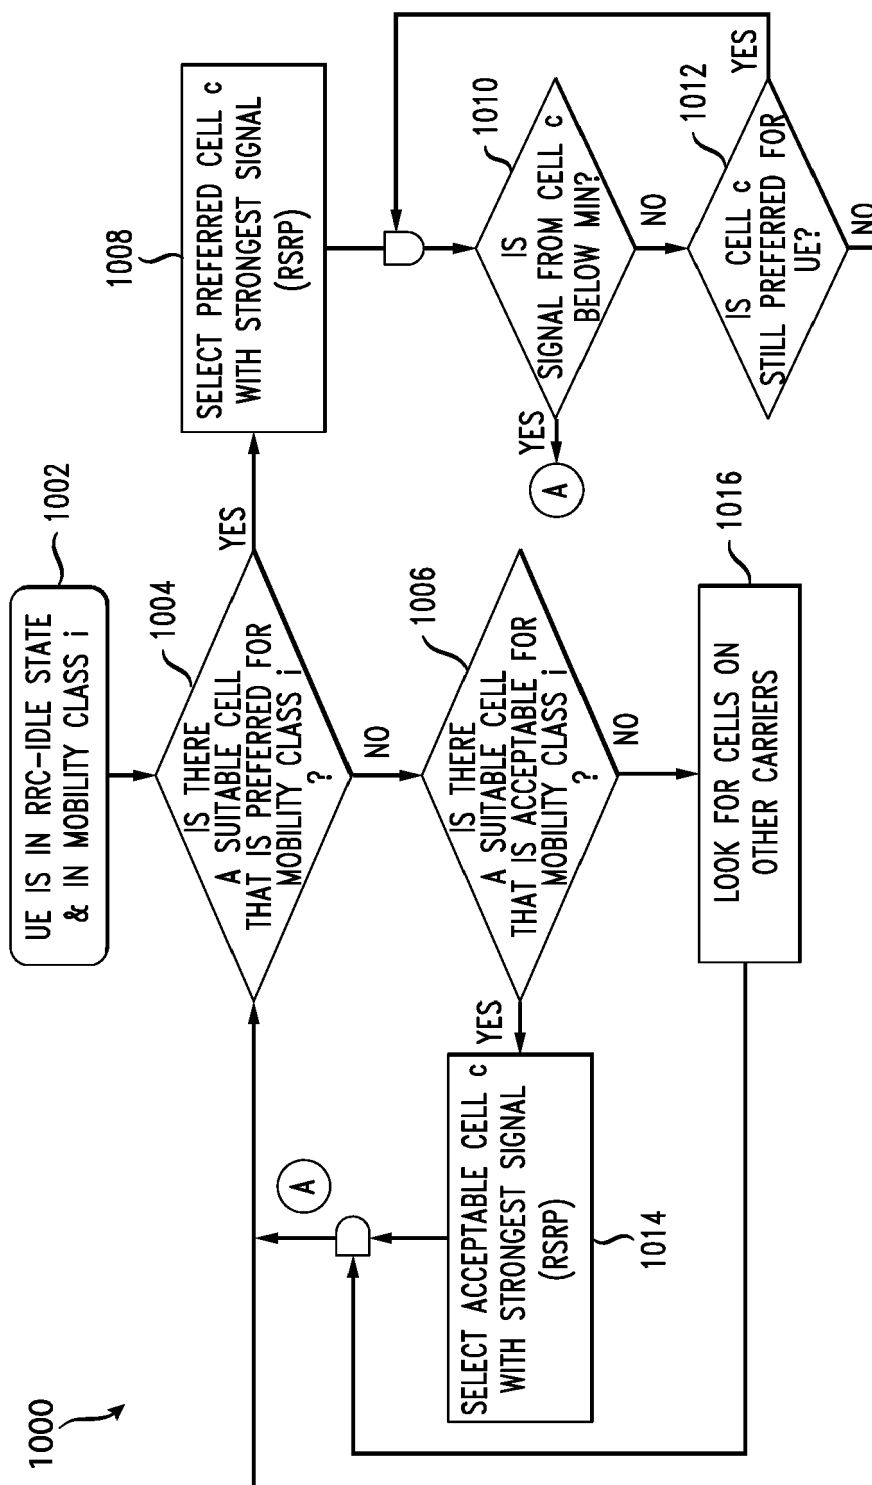 1000
UE IS IN RRC-IDLE STATE
& IN MOBILITY CLASS i
1002
IS THERE
A SUITABLE CELL
THAT IS PREFERRED FOR
MOBILITY CLASS i
?
1004
YES
NO
SELECT PREFERRED CELL c
WITH STRONGEST SIGNAL
(RSRP)
1008
IS
SIGNAL FROM CELL c
BELOW MIN?
1010
YES
A
NO
IS CELL c
STILL PREFERRED FOR
UE?
1012
YES
NO
IS THERE
A SUITABLE CELL
THAT IS ACCEPTABLE FOR
MOBILITY CLASS i
?
1006
YES
NO
SELECT ACCEPTABLE CELL c
WITH STRONGEST SIGNAL
(RSRP)
1014
A
LOOK FOR CELLS ON
OTHER CARRIERS
1016